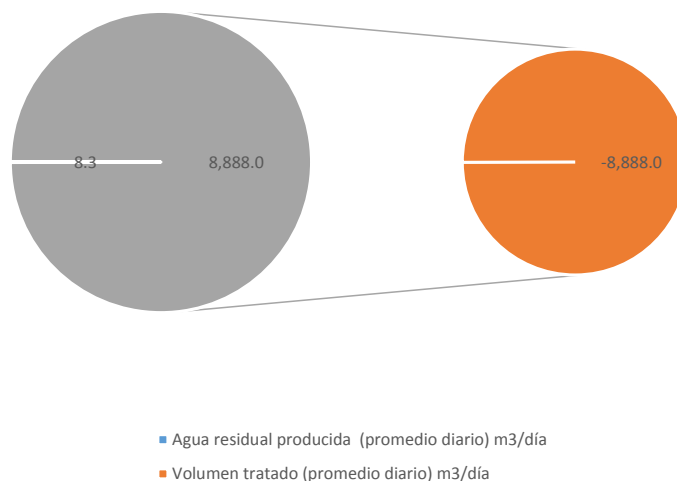 8.3
8,888.0
-8,888.0
Agua residual producida (promedio diario) m3/día
Volumen tratado (promedio diario) m3/día